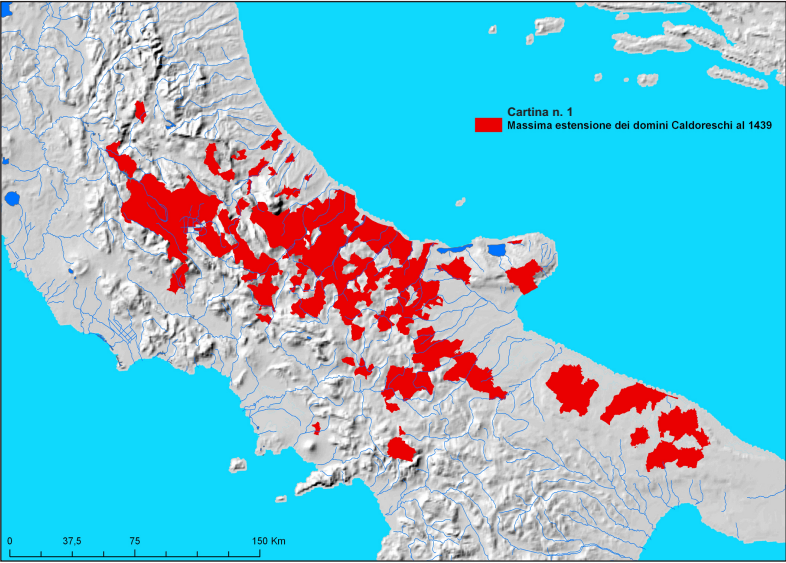 Cartina n. 1
Massima estensione dei domini Caldoreschi al 1439
0 37,5 75 150 Km